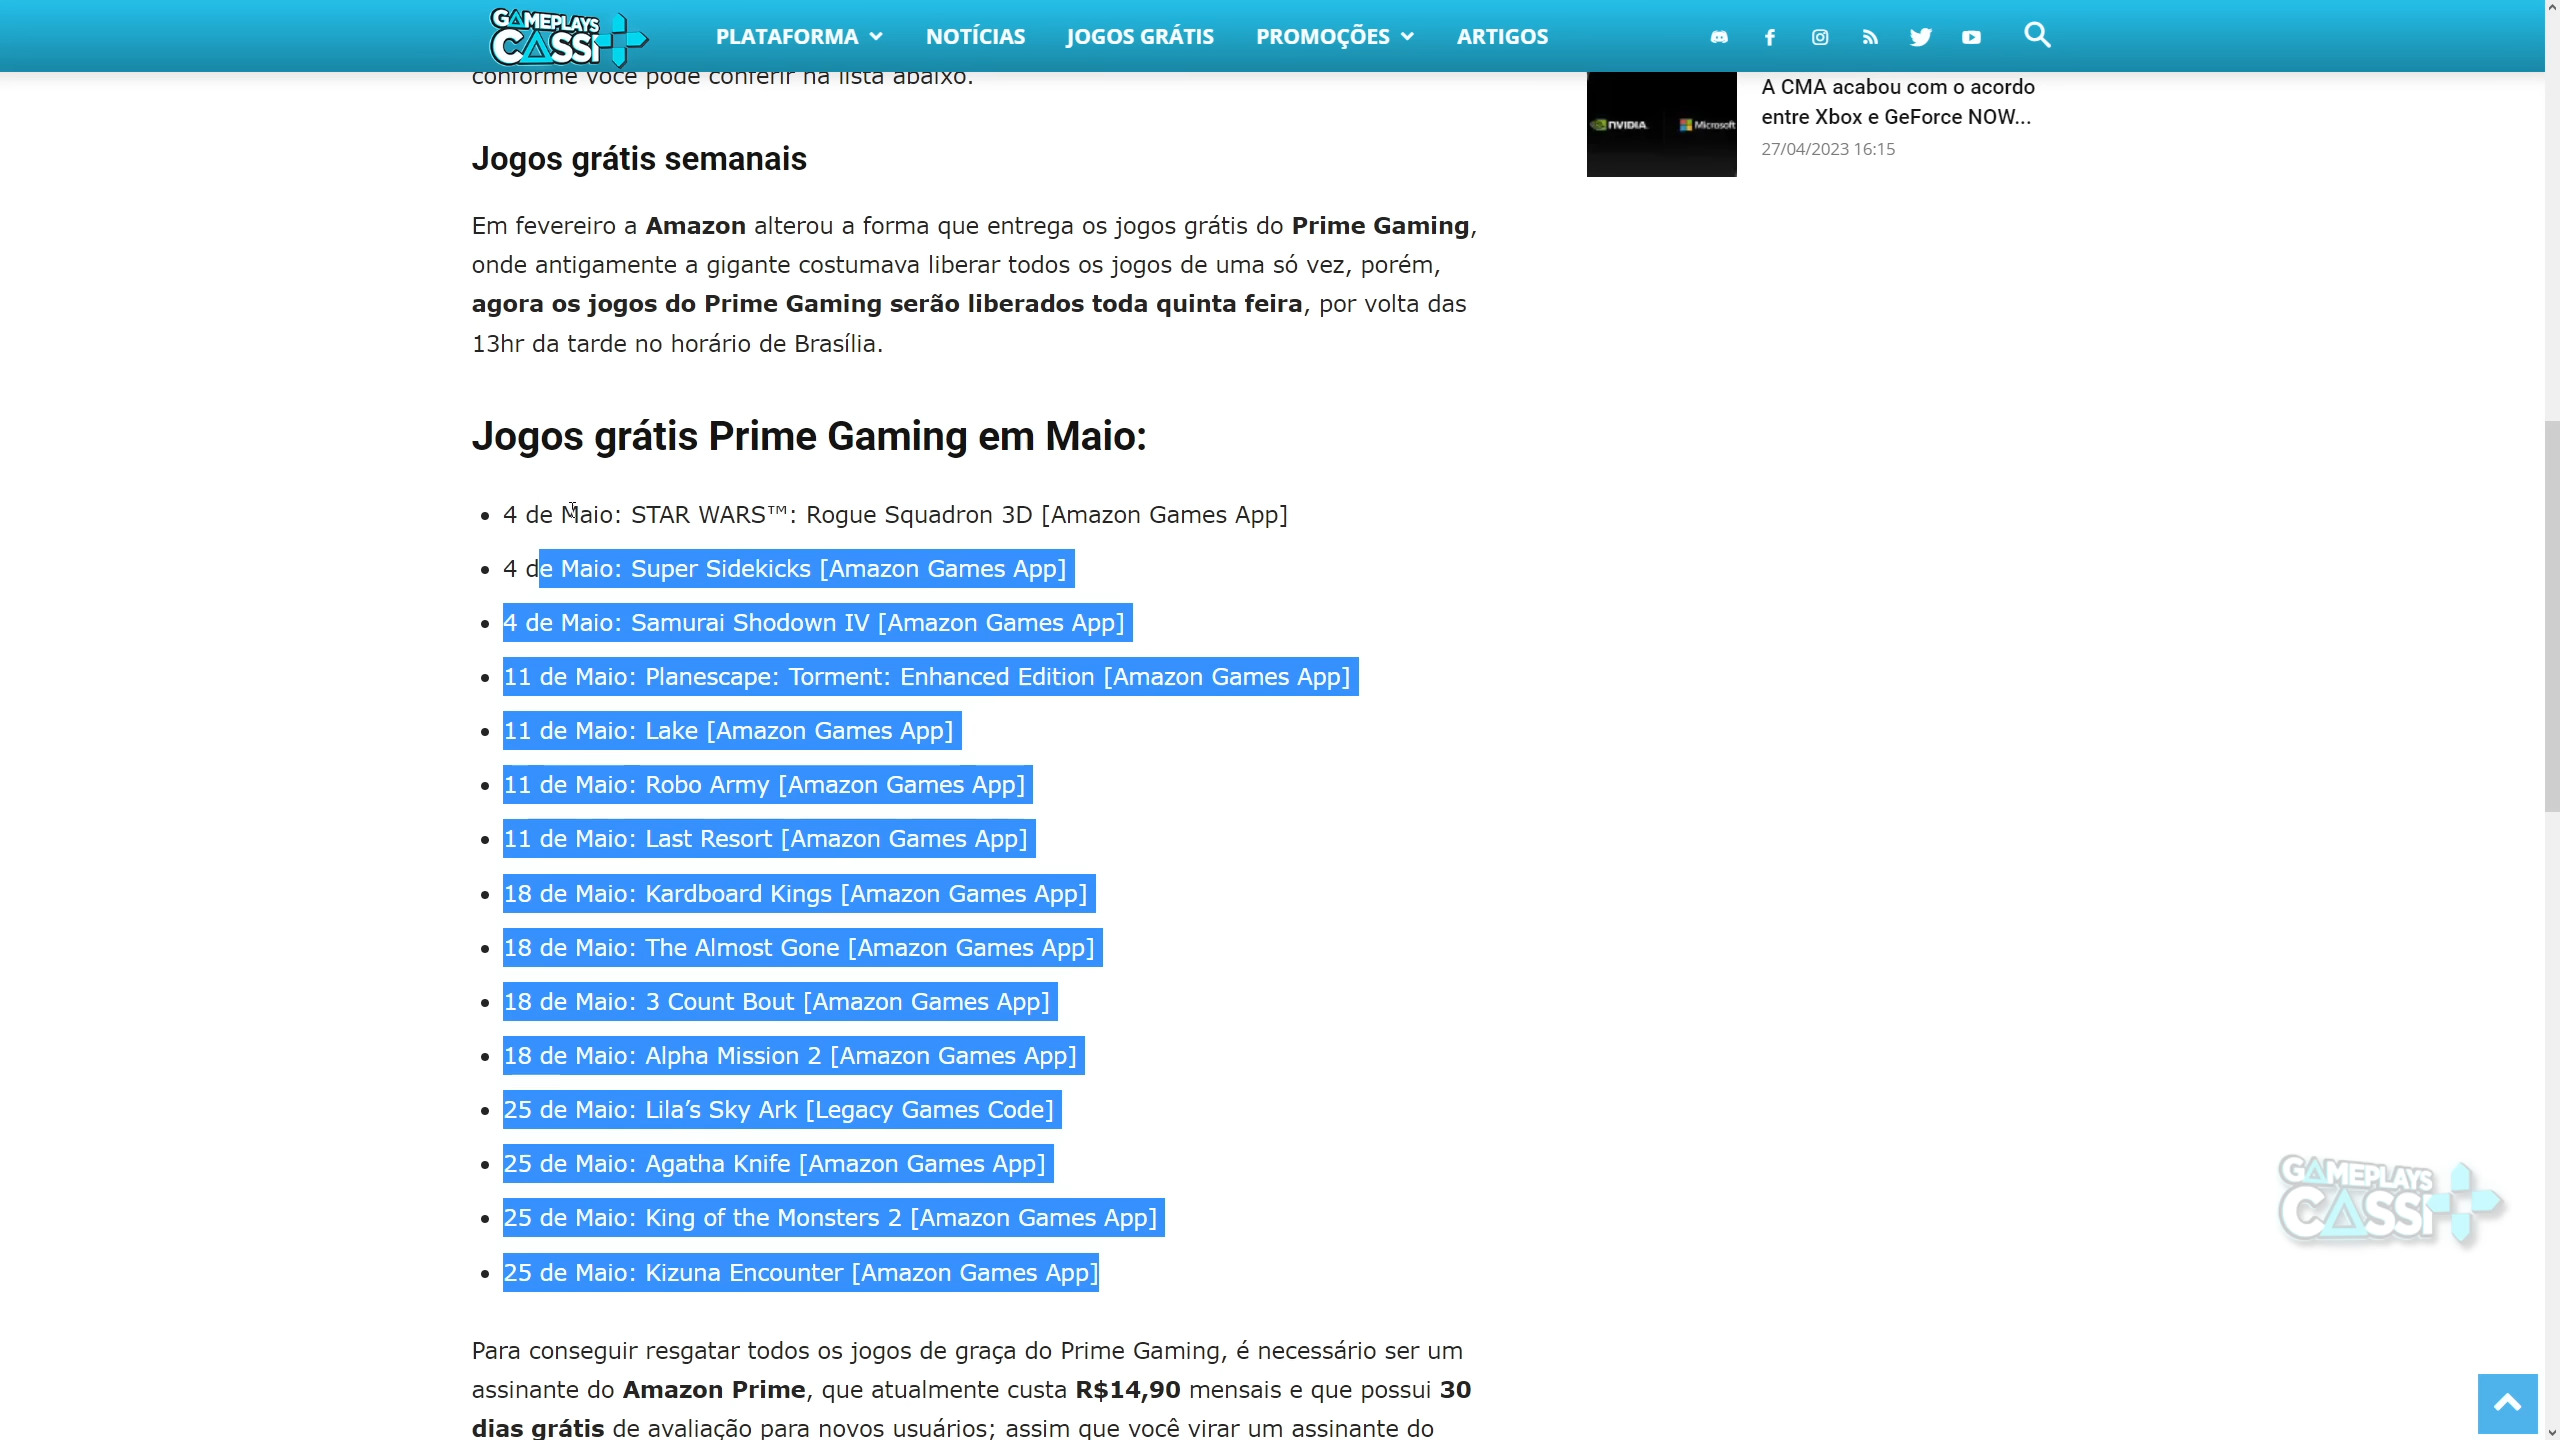 GAMEPLAYS
CASSI
PLATAFORMA
NOTÍCIAS
JOGOS GRÁTIS
PROMOÇÕES
ARTIGOS
conforme você pode conferir na lista abaixo.
Jogos grátis semanais
Em fevereiro a Amazon alterou a forma que entrega os jogos grátis do Prime Gaming,
onde antigamente a gigante costumava liberar todos os jogos de uma só vez, porém,
agora os jogos do Prime Gaming serão liberados toda quinta feira, por volta das
13hr da tarde no horário de Brasília.
Jogos grátis Prime Gaming em Maio:
• 4 de Maio: STAR WARS™: Rogue Squadron 3D [Amazon Games App]
• 4 de Maio: Super Sidekicks [Amazon Games App]
• 4 de Maio: Samurai Shodown IV [Amazon Games App]
• 11 de Maio: Planescape: Torment: Enhanced Edition [Amazon Games App]
• 11 de Maio: Lake [Amazon Games App]
• 11 de Maio: Robo Army [Amazon Games App]
• 11 de Maio: Last Resort [Amazon Games App]
• 18 de Maio: Kardboard Kings [Amazon Games App]
• 18 de Maio: The Almost Gone [Amazon Games App]
• 18 de Maio: 3 Count Bout [Amazon Games App]
• 18 de Maio: Alpha Mission 2 [Amazon Games App]
• 25 de Maio: Lila’s Sky Ark [Legacy Games Code]
• 25 de Maio: Agatha Knife [Amazon Games App]
• 25 de Maio: King of the Monsters 2 [Amazon Games App]
• 25 de Maio: Kizuna Encounter [Amazon Games App]
Para conseguir resgatar todos os jogos de graça do Prime Gaming, é necessário ser um
assinante do Amazon Prime, que atualmente custa R$14,90 mensais e que possui 30
dias grátis de avaliação para novos usuários; assim que você virar um assinante do
NVIDIA
Microsoft
A CMA acabou com o acordo
entre Xbox e GeForce NOW...
27/04/2023 16:15
GAMEPLAYS
CASSI